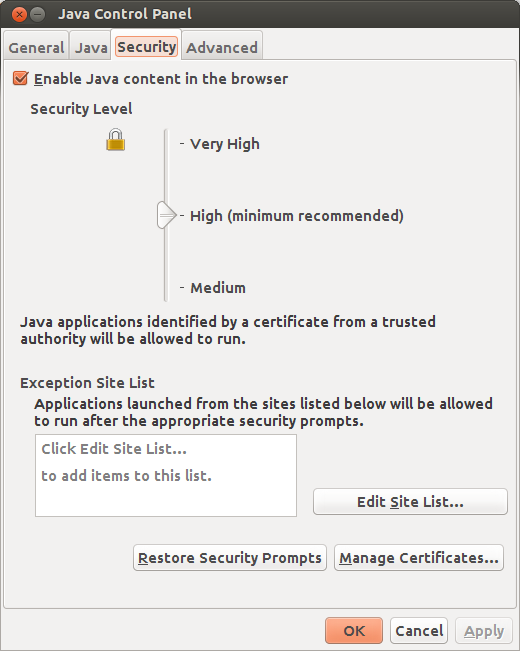 Java Control Panel
General Java Security Advanced
Enable Java content in the browser
Security Level
- Very High
- High (minimum recommended)
- Medium
Java applications identified by a certificate from a trusted
authority will be allowed to run.
Exception Site List
Applications launched from the sites listed below will be allowed
to run after the appropriate security prompts.
Click Edit Site List...
to add items to this list.
Edit Site List...
Restore Security Prompts Manage Certificates...
OK Cancel Apply